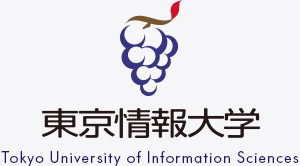 東京情報大学
Tokyo University of Information Sciences